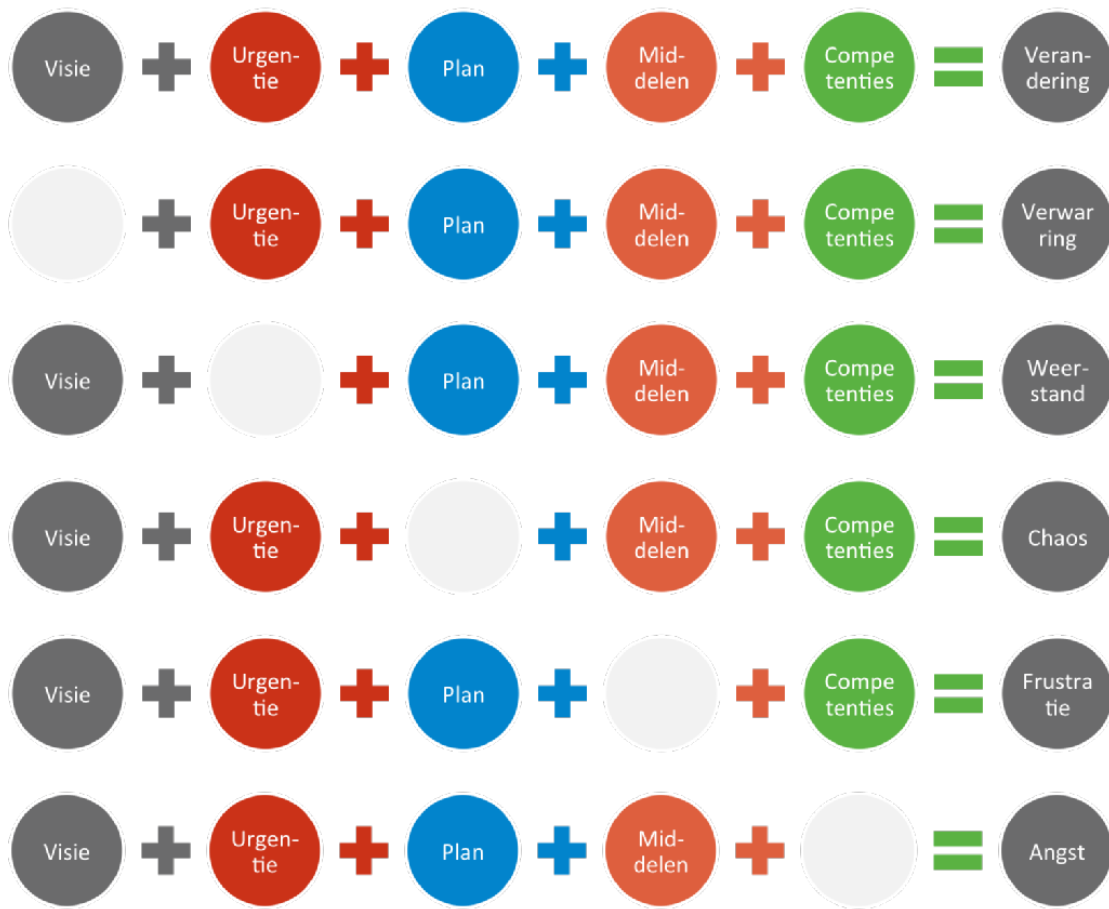 Visie + Urgen- + Plan + Mid- + Compe = Veran-
tie delen tenties dering
+ Urgen- + Plan + Mid- + Compe = Verwar
tie delen tenties ring
Visie + + Plan + Mid- + Compe = Weer-
delen tenties stand
Visie + Urgen- + + Mid- + Compe = Chaos
tie delen tenties
Visie + Urgen- + Plan + + Compe = Frustra
tie tenties tie
Visie + Urgen- + Plan + Mid- + = Angst
tie delen